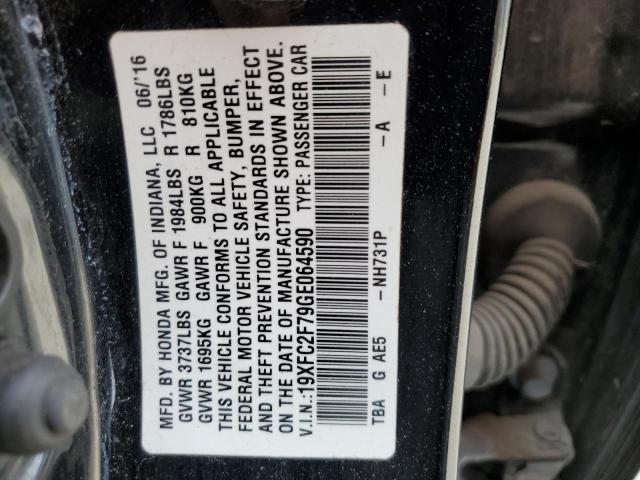 MFD. BY HONDA MFG. OF INDIANA, LLC 06/'16
GVWR 3737LBS GAWR F 1984LBS R 1786LBS
GVWR 1695KG GAWR F 900KG R 810KG
THIS VEHICLE CONFORMS TO ALL APPLICABLE
FEDERAL MOTOR VEHICLE SAFETY, BUMPER,
AND THEFT PREVENTION STANDARDS IN EFFECT
ON THE DATE OF MANUFACTURE SHOWN ABOVE.
V.I.N.:19XFC2F79GE064590 TYPE: PASSENGER CAR
TBA G AE5 -NH731P -A -E